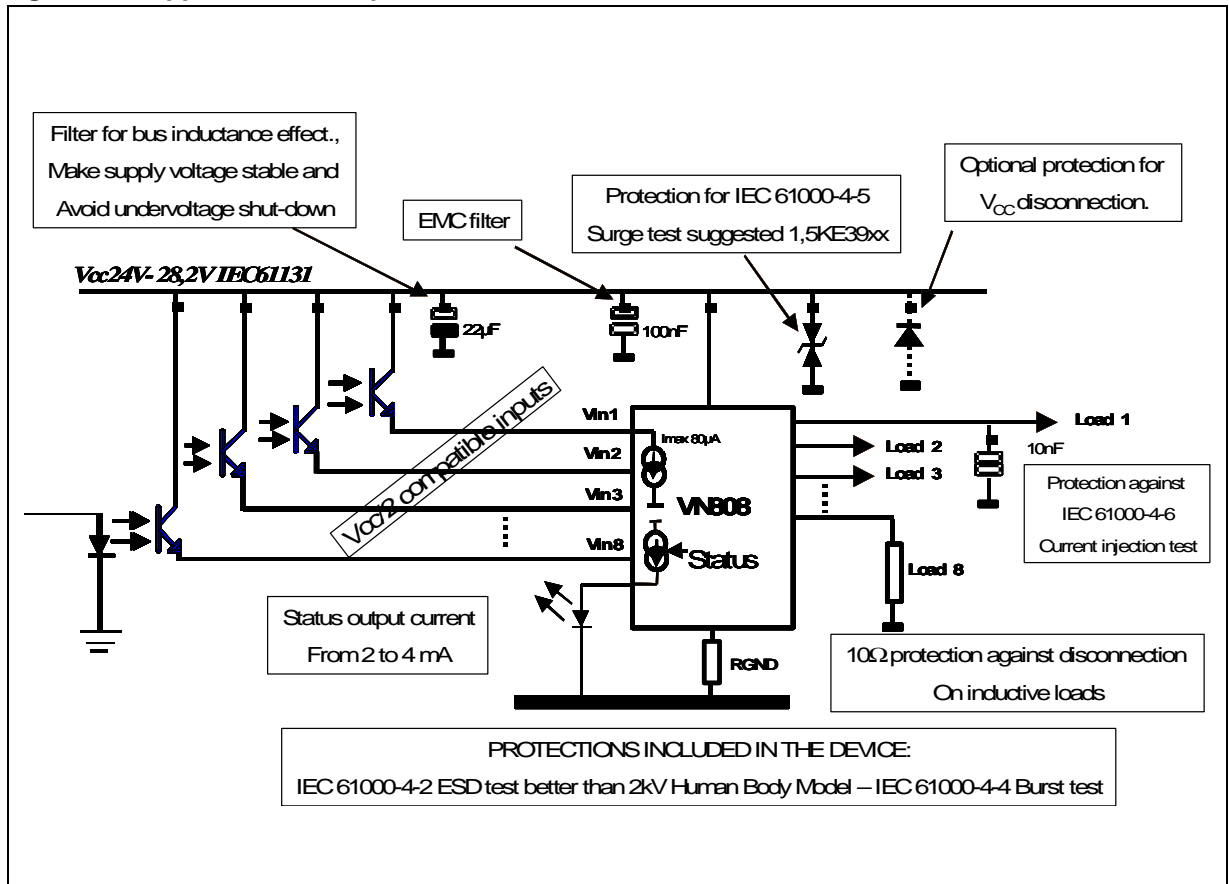 Filter for bus inductance effect.,
Make supply voltage stable and
Avoid undervoltage shut-down
EMC filter
Protection for IEC 61000-4-5
Surge test suggested 1,5KE39xx
Optional protection for
VCC disconnection.
Vcc24V- 28,2V IEC61131
22µF
100nF
Vcc/2 compatible inputs
Vin1
Vin2
Vin3
Vin8
Imax 80µA
VN808
Status
Load 1
Load 2
Load 3
10nF
Load 8
Protection against
IEC 61000-4-6
Current injection test
Status output current
From 2 to 4 mA
RGND
10Ω protection against disconnection
On inductive loads
PROTECTIONS INCLUDED IN THE DEVICE:
IEC 61000-4-2 ESD test better than 2kV Human Body Model – IEC 61000-4-4 Burst test